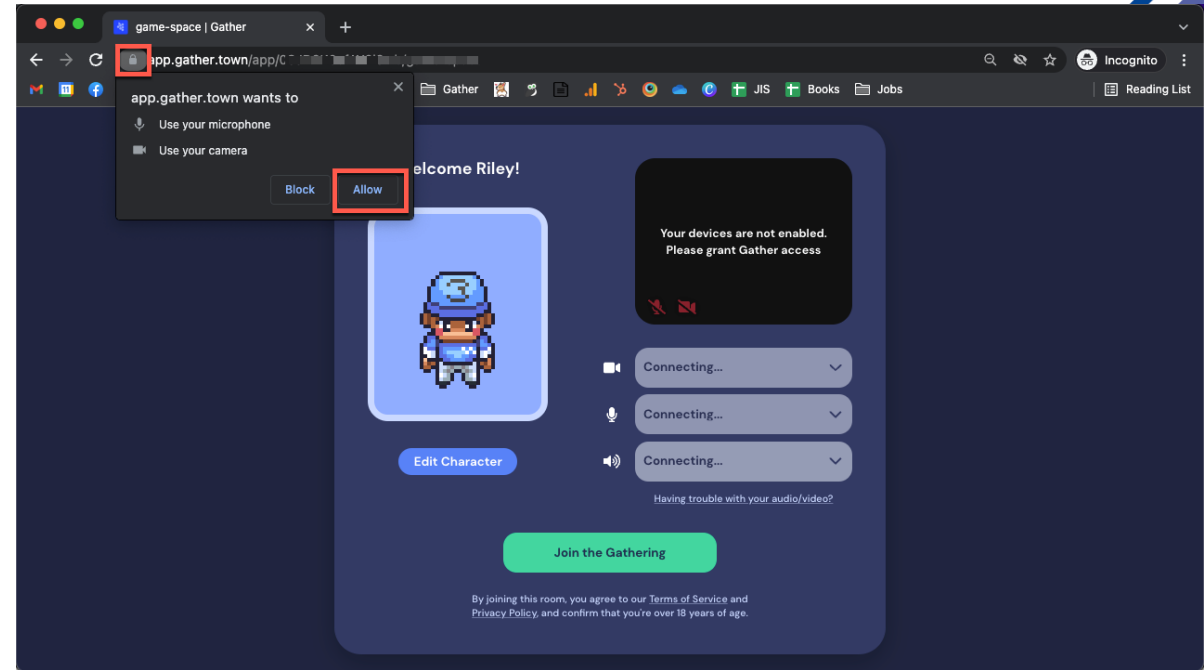 game-space | Gather
app.gather.town/app/
Incognito
Gather
JIS
Books
Jobs
Reading List
app.gather.town wants to
Use your microphone
Use your camera
Block
Allow
elcome Riley!
Your devices are not enabled.
Please grant Gather access
Connecting...
Connecting...
Connecting...
Edit Character
Having trouble with your audio/video?
Join the Gathering
By joining this room, you agree to our Terms of Service and
Privacy Policy, and confirm that you're over 18 years of age.